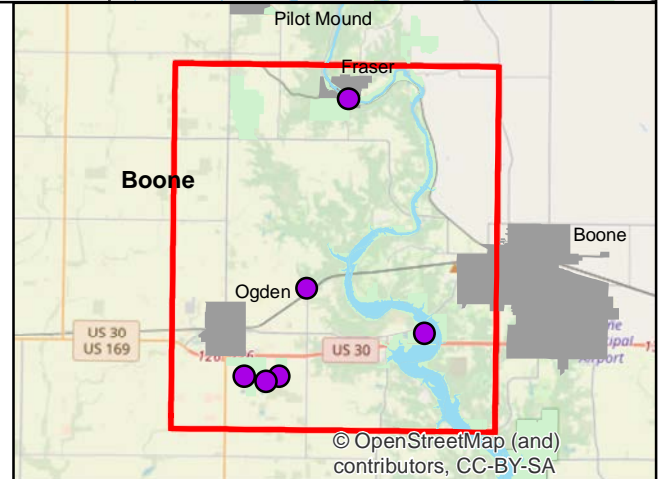 Pilot Mound
Fraser
Boone
Boone
Ogden
US 30
US 169
US 30
© OpenStreetMap (and)
contributors, CC-BY-SA